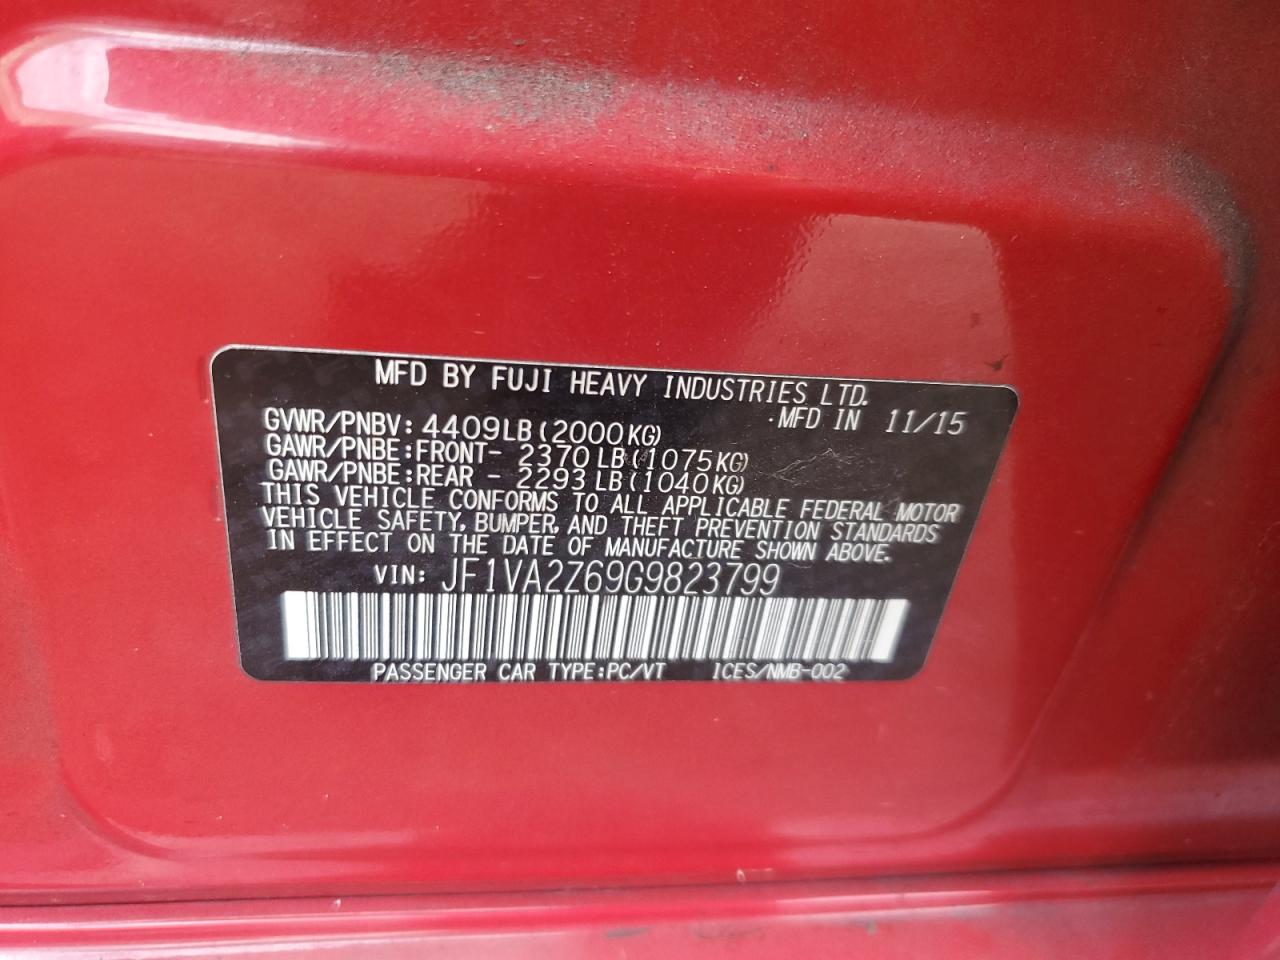 MFD BY FUJI HEAVY INDUSTRIES LTD.
MFD IN 11/15
GVWR/PNBV: 4409LB(2000KG)
GAWR/PNBE:FRONT- 2370 LB(1075KG)
GAWR/PNBE:REAR - 2293 LB(1040KG)
THIS VEHICLE CONFORMS TO ALL APPLICABLE FEDERAL MOTOR
VEHICLE SAFETY, BUMPER, AND THEFT PREVENTION STANDARDS
IN EFFECT ON THE DATE OF MANUFACTURE SHOWN ABOVE.
VIN: JF1VA2Z69G9823799
PASSENGER CAR TYPE:PC/VT ICES/NMB-002